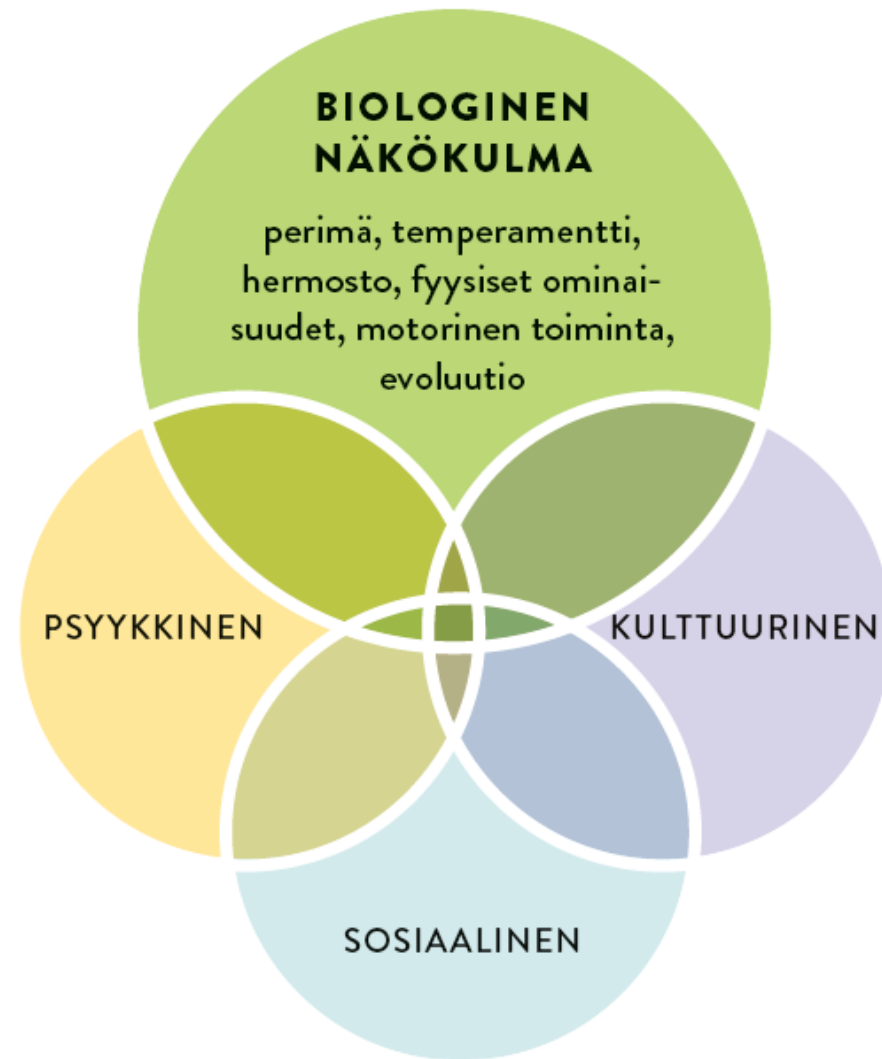 BIOLOGINEN
NÄKÖKULMA
perimä, temperamentti,
hermosto, fyysiset ominai-
suudet, motorinen toiminta,
evoluutio
PSYYKKINEN
KULTTUURINEN
SOSIAALINEN